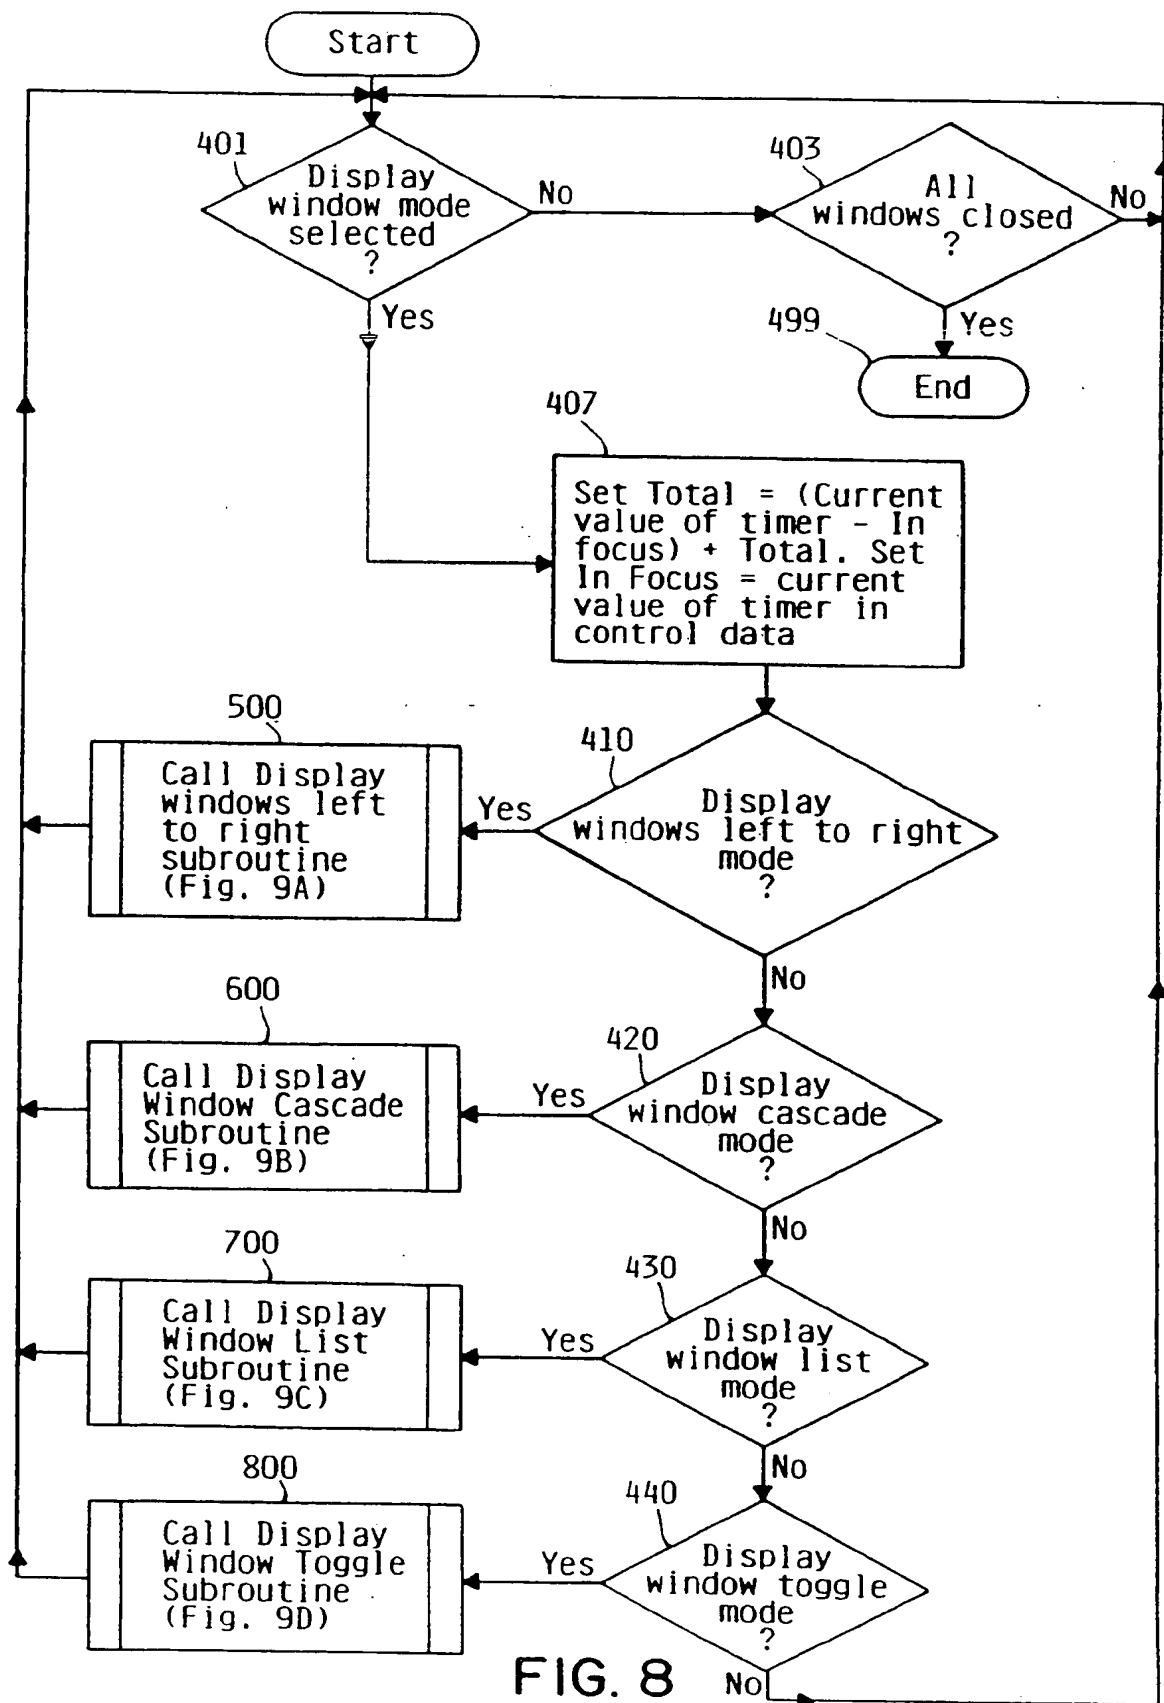 Start
401
Display
window mode
selected
?
No
403
All
windows closed
?
No
Yes
Yes
499
End
407
Set Total = (Current
value of timer - In
focus) + Total. Set
In Focus = current
value of timer in
control data
500
Call Display
windows left
to right
subroutine
(Fig. 9A)
Yes
410
Display
windows left to right
mode
?
No
600
Call Display
Window Cascade
Subroutine
(Fig. 9B)
Yes
420
Display
window cascade
mode
?
No
700
Call Display
Window List
Subroutine
(Fig. 9C)
Yes
430
Display
window list
mode
?
No
800
Call Display
Window Toggle
Subroutine
(Fig. 9D)
Yes
440
Display
window toggle
mode
?
No
FIG. 8